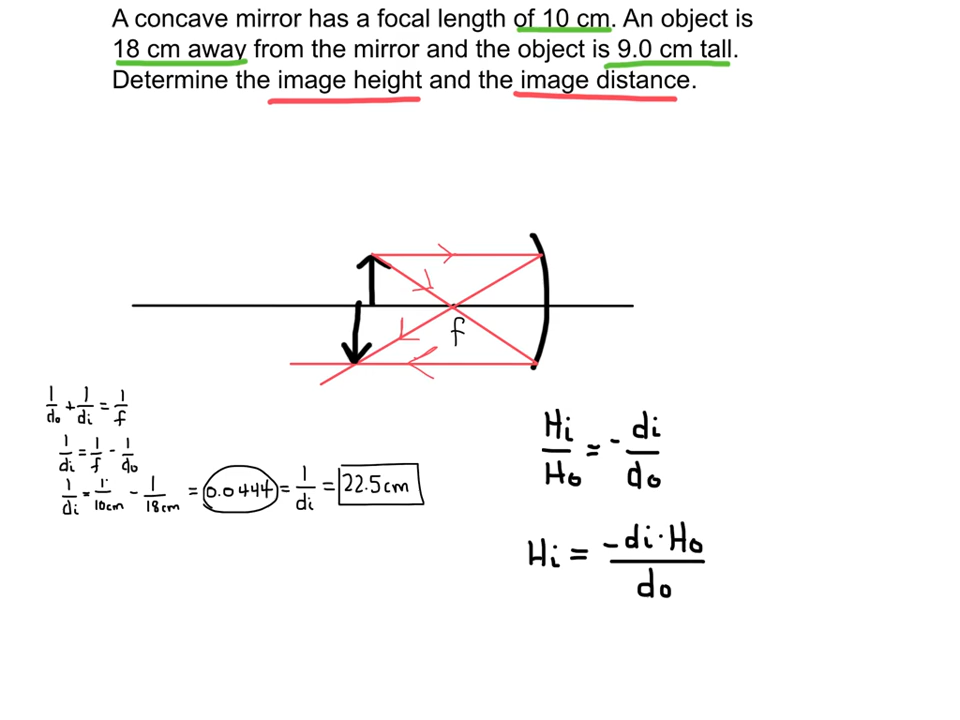 A concave mirror has a focal length of 10 cm. An object is
18 cm away from the mirror and the object is 9.0 cm tall.
Determine the image height and the image distance.
f
1/do + 1/di = 1/f
1/di = 1/f - 1/do
1/di = 1/10cm - 1/18cm = 0.0444 = 1/di = 22.5cm
Hi/Ho = - di/do
Hi = -di·Ho/do